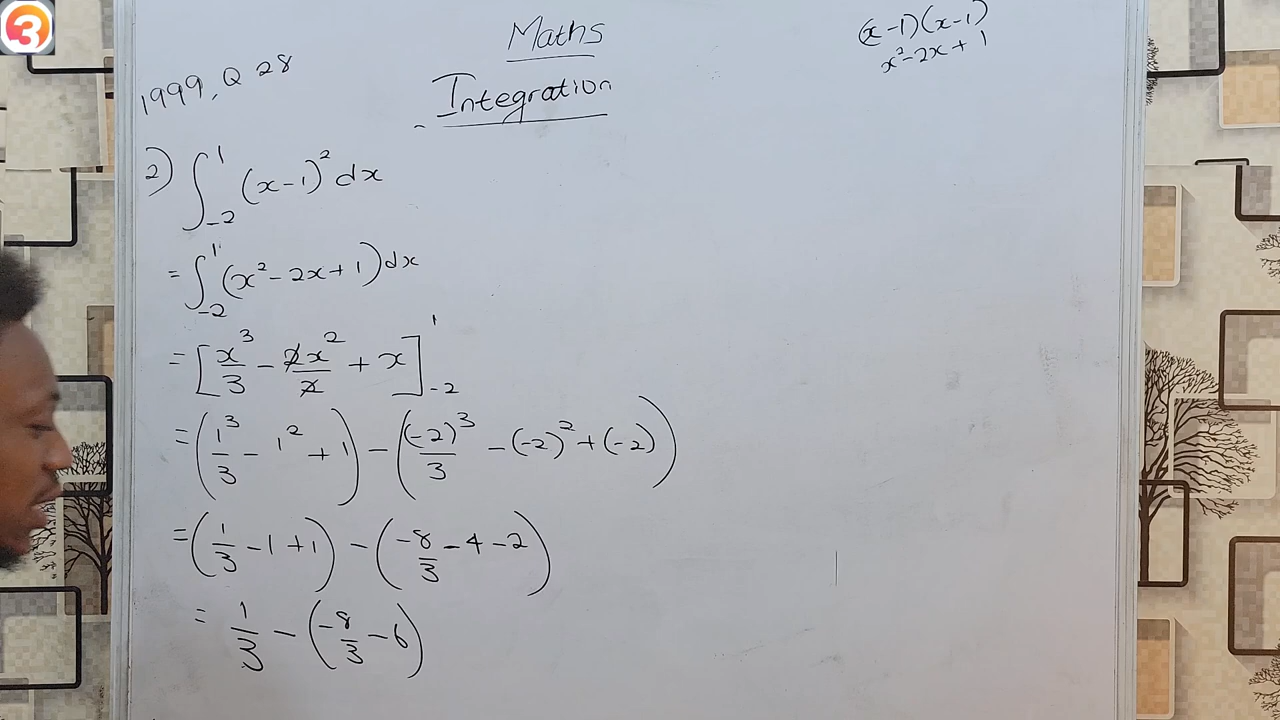 3
Maths
(x-1)(x-1)
x²-2x+1
1999, Q 28
Integration
2) ∫₋₂¹ (x-1)² dx
= ∫₋₂¹ (x²-2x+1) dx
= [x³/3 - 2x²/2 + x]₋₂¹
= (1³/3 - 1² + 1) - ((-2)³/3 - (-2)² + (-2))
= (1/3 - 1 + 1) - (-8/3 - 4 - 2)
= 1/3 - (-8/3 - 6)